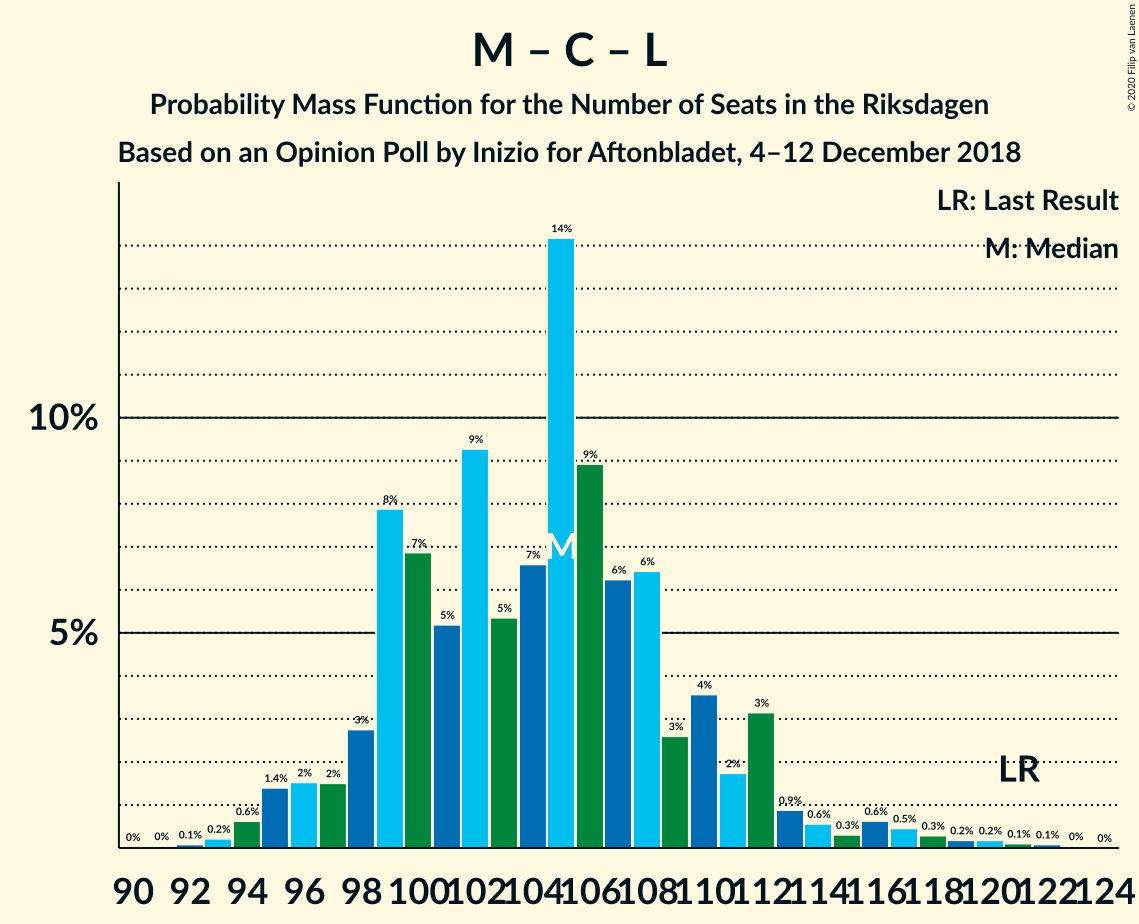 M – C – L
Probability Mass Function for the Number of Seats in the Riksdagen
Based on an Opinion Poll by Inizio for Aftonbladet, 4–12 December 2018
© 2020 Filip van Laenen
LR: Last Result
M: Median
10%
5%
0% 0% 0.1% 0.2% 0.6% 1.4% 2% 2% 3% 8% 7% 5% 9% 5% 7% 14% 9% 6% 6% 3% 4% 2% 3% 0.9% 0.6% 0.3% 0.6% 0.5% 0.3% 0.2% 0.2% 0.1% 0.1% 0% 0%
M
LR
90 92 94 96 98 100 102 104 106 108 110 112 114 116 118 120 122 124